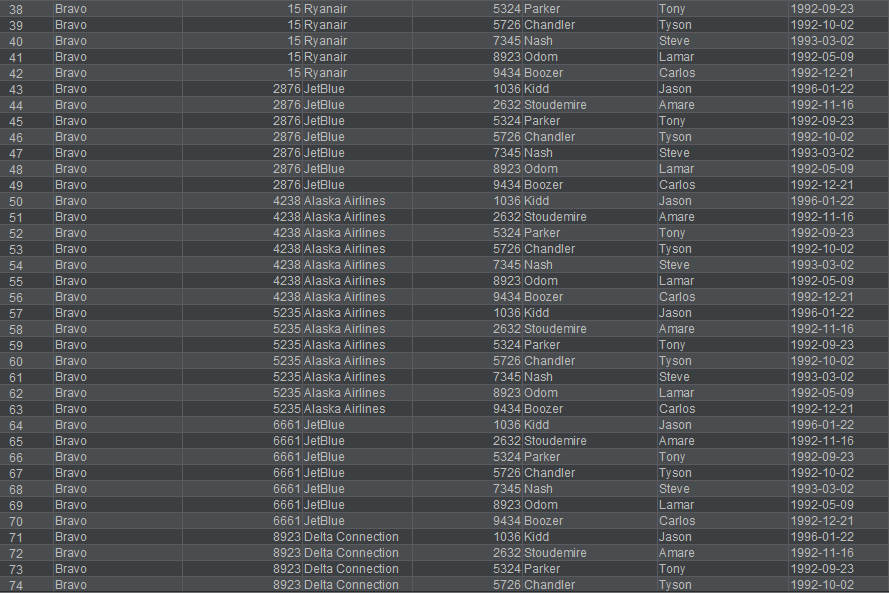 38 Bravo 15 Ryanair 5324 Parker Tony 1992-09-23
39 Bravo 15 Ryanair 5726 Chandler Tyson 1992-10-02
40 Bravo 15 Ryanair 7345 Nash Steve 1993-03-02
41 Bravo 15 Ryanair 8923 Odom Lamar 1992-05-09
42 Bravo 15 Ryanair 9434 Boozer Carlos 1992-12-21
43 Bravo 2876 JetBlue 1036 Kidd Jason 1996-01-22
44 Bravo 2876 JetBlue 2632 Stoudemire Amare 1992-11-16
45 Bravo 2876 JetBlue 5324 Parker Tony 1992-09-23
46 Bravo 2876 JetBlue 5726 Chandler Tyson 1992-10-02
47 Bravo 2876 JetBlue 7345 Nash Steve 1993-03-02
48 Bravo 2876 JetBlue 8923 Odom Lamar 1992-05-09
49 Bravo 2876 JetBlue 9434 Boozer Carlos 1992-12-21
50 Bravo 4238 Alaska Airlines 1036 Kidd Jason 1996-01-22
51 Bravo 4238 Alaska Airlines 2632 Stoudemire Amare 1992-11-16
52 Bravo 4238 Alaska Airlines 5324 Parker Tony 1992-09-23
53 Bravo 4238 Alaska Airlines 5726 Chandler Tyson 1992-10-02
54 Bravo 4238 Alaska Airlines 7345 Nash Steve 1993-03-02
55 Bravo 4238 Alaska Airlines 8923 Odom Lamar 1992-05-09
56 Bravo 4238 Alaska Airlines 9434 Boozer Carlos 1992-12-21
57 Bravo 5235 Alaska Airlines 1036 Kidd Jason 1996-01-22
58 Bravo 5235 Alaska Airlines 2632 Stoudemire Amare 1992-11-16
59 Bravo 5235 Alaska Airlines 5324 Parker Tony 1992-09-23
60 Bravo 5235 Alaska Airlines 5726 Chandler Tyson 1992-10-02
61 Bravo 5235 Alaska Airlines 7345 Nash Steve 1993-03-02
62 Bravo 5235 Alaska Airlines 8923 Odom Lamar 1992-05-09
63 Bravo 5235 Alaska Airlines 9434 Boozer Carlos 1992-12-21
64 Bravo 6661 JetBlue 1036 Kidd Jason 1996-01-22
65 Bravo 6661 JetBlue 2632 Stoudemire Amare 1992-11-16
66 Bravo 6661 JetBlue 5324 Parker Tony 1992-09-23
67 Bravo 6661 JetBlue 5726 Chandler Tyson 1992-10-02
68 Bravo 6661 JetBlue 7345 Nash Steve 1993-03-02
69 Bravo 6661 JetBlue 8923 Odom Lamar 1992-05-09
70 Bravo 6661 JetBlue 9434 Boozer Carlos 1992-12-21
71 Bravo 8923 Delta Connection 1036 Kidd Jason 1996-01-22
72 Bravo 8923 Delta Connection 2632 Stoudemire Amare 1992-11-16
73 Bravo 8923 Delta Connection 5324 Parker Tony 1992-09-23
74 Bravo 8923 Delta Connection 5726 Chandler Tyson 1992-10-02